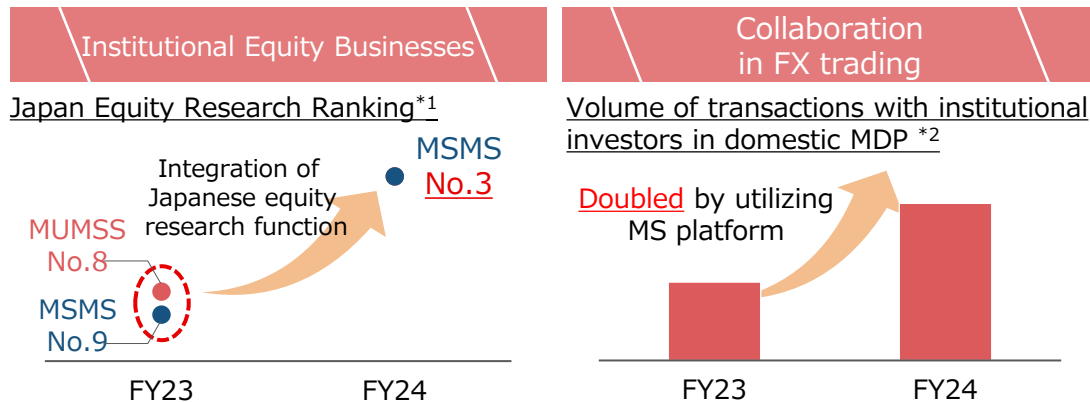 Institutional Equity Businesses
Japan Equity Research Ranking*1
Integration of
Japanese equity
research function
MSMS
No.3
MUMSS
No.8
MSMS
No.9
FY23
FY24
Collaboration
in FX trading
Volume of transactions with institutional
investors in domestic MDP *2
Doubled by utilizing
MS platform
FY23
FY24